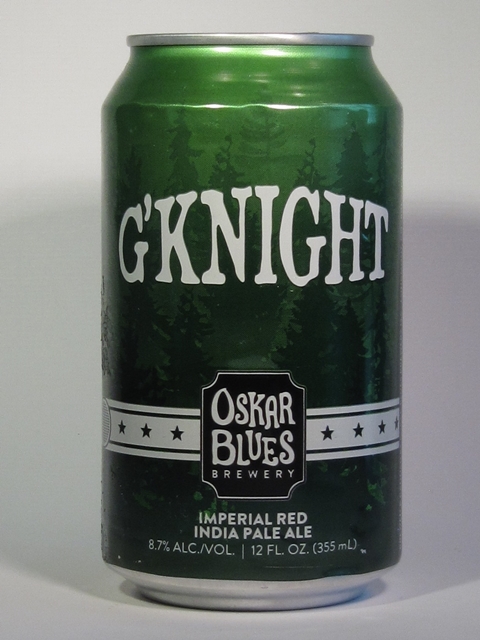 G'KNIGHT
OSKAR
BLUES
BREWERY
IMPERIAL RED
INDIA PALE ALE
8.7% ALC./VOL. | 12 FL. OZ. (355 mL)